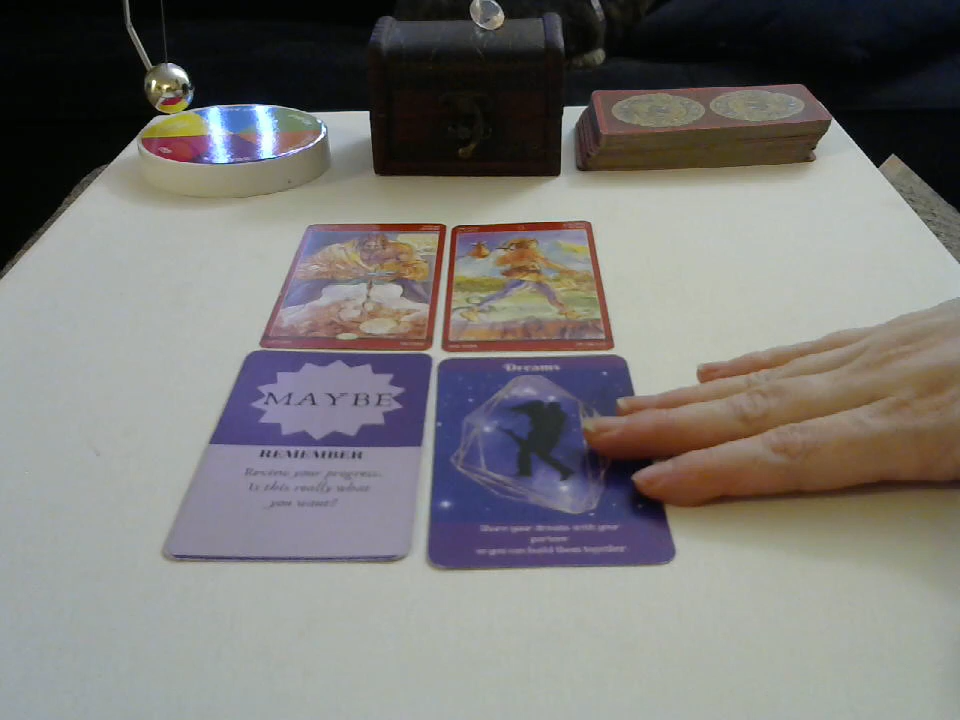 MAYBE
REMEMBER
Review your progress.
Is this really what
you want?
Dreams
Share your dreams with your
partner
so you can build them together